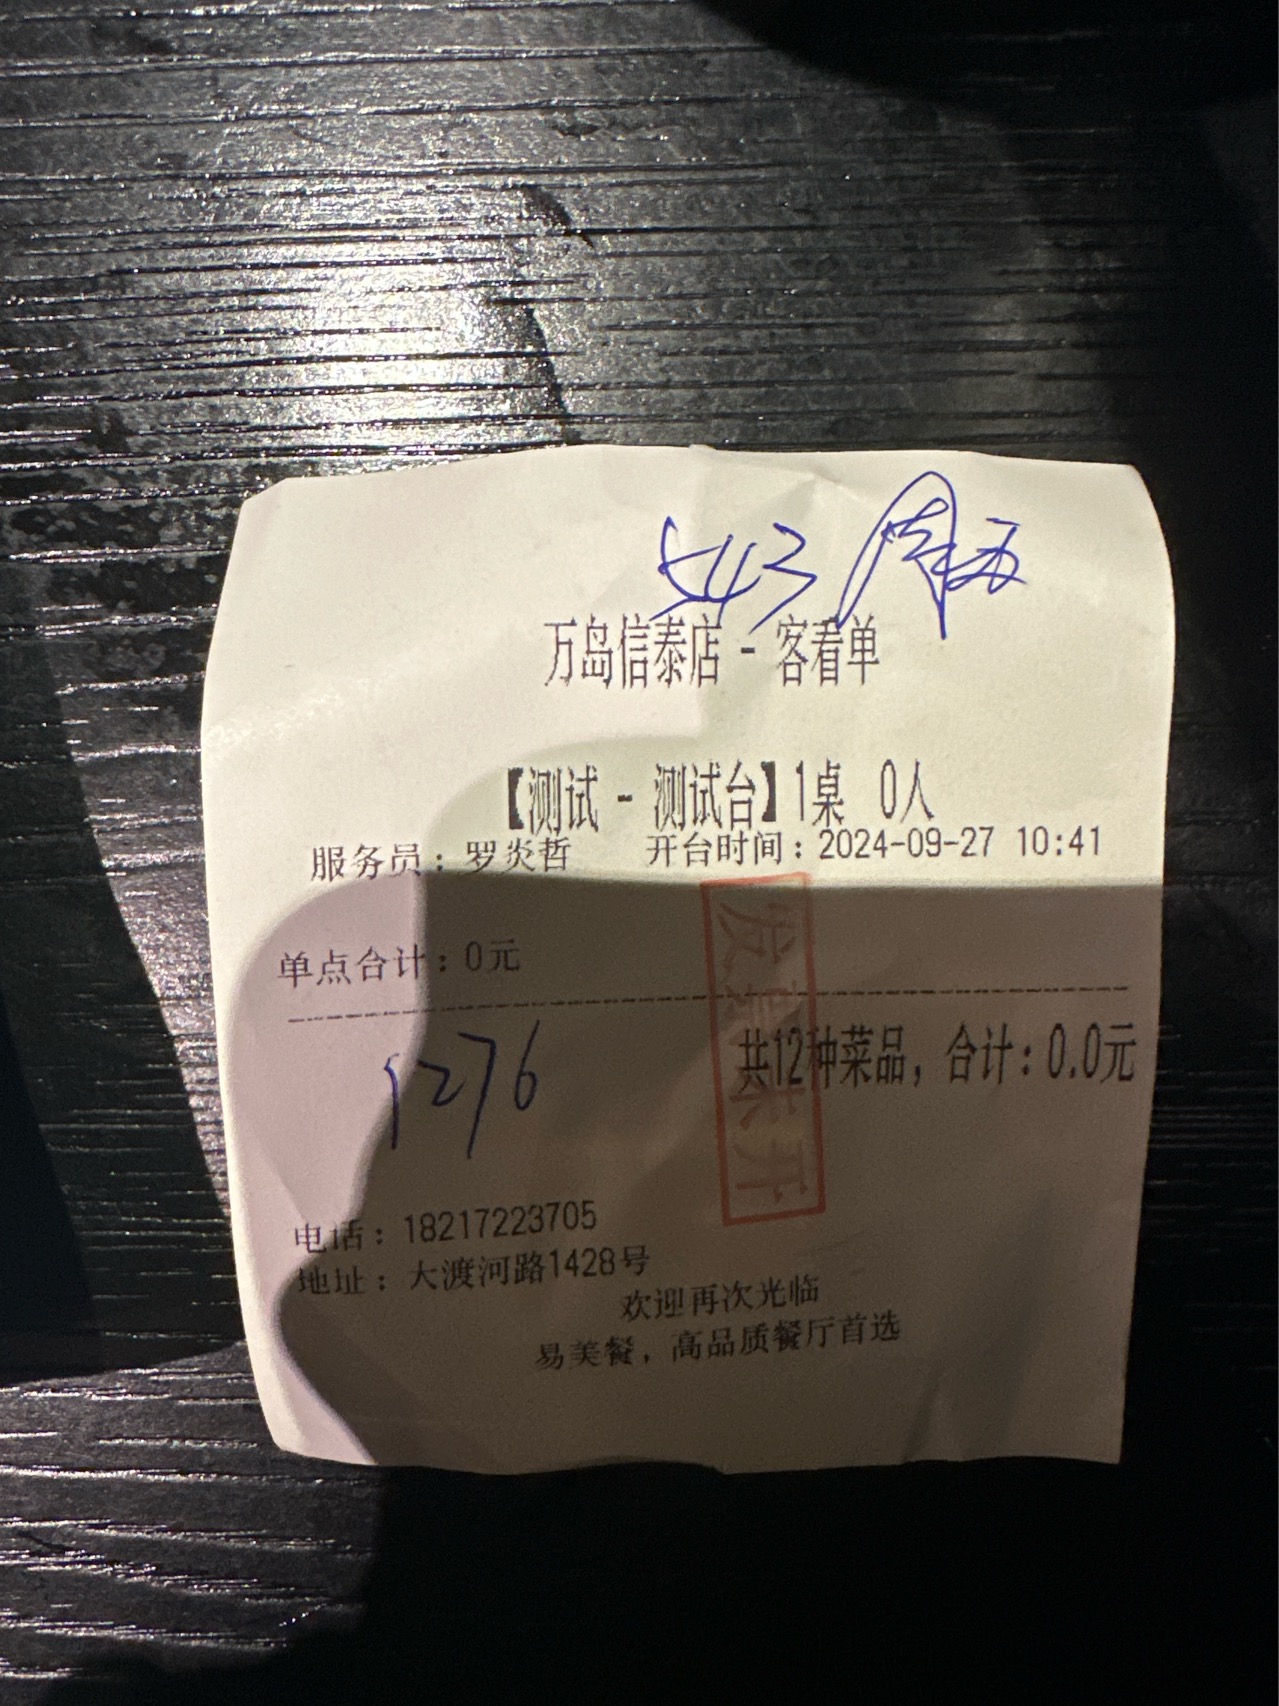 万岛信泰店 - 客看单
【测试 - 测试台】1桌 0人
服务员：罗炎哲 开台时间：2024-09-27 10:41
单点合计：0元
共12种菜品，合计：0.0元
1276
发票未开
电话：18217223705
地址：大渡河路1428号
欢迎再次光临
易美餐，高品质餐厅首选